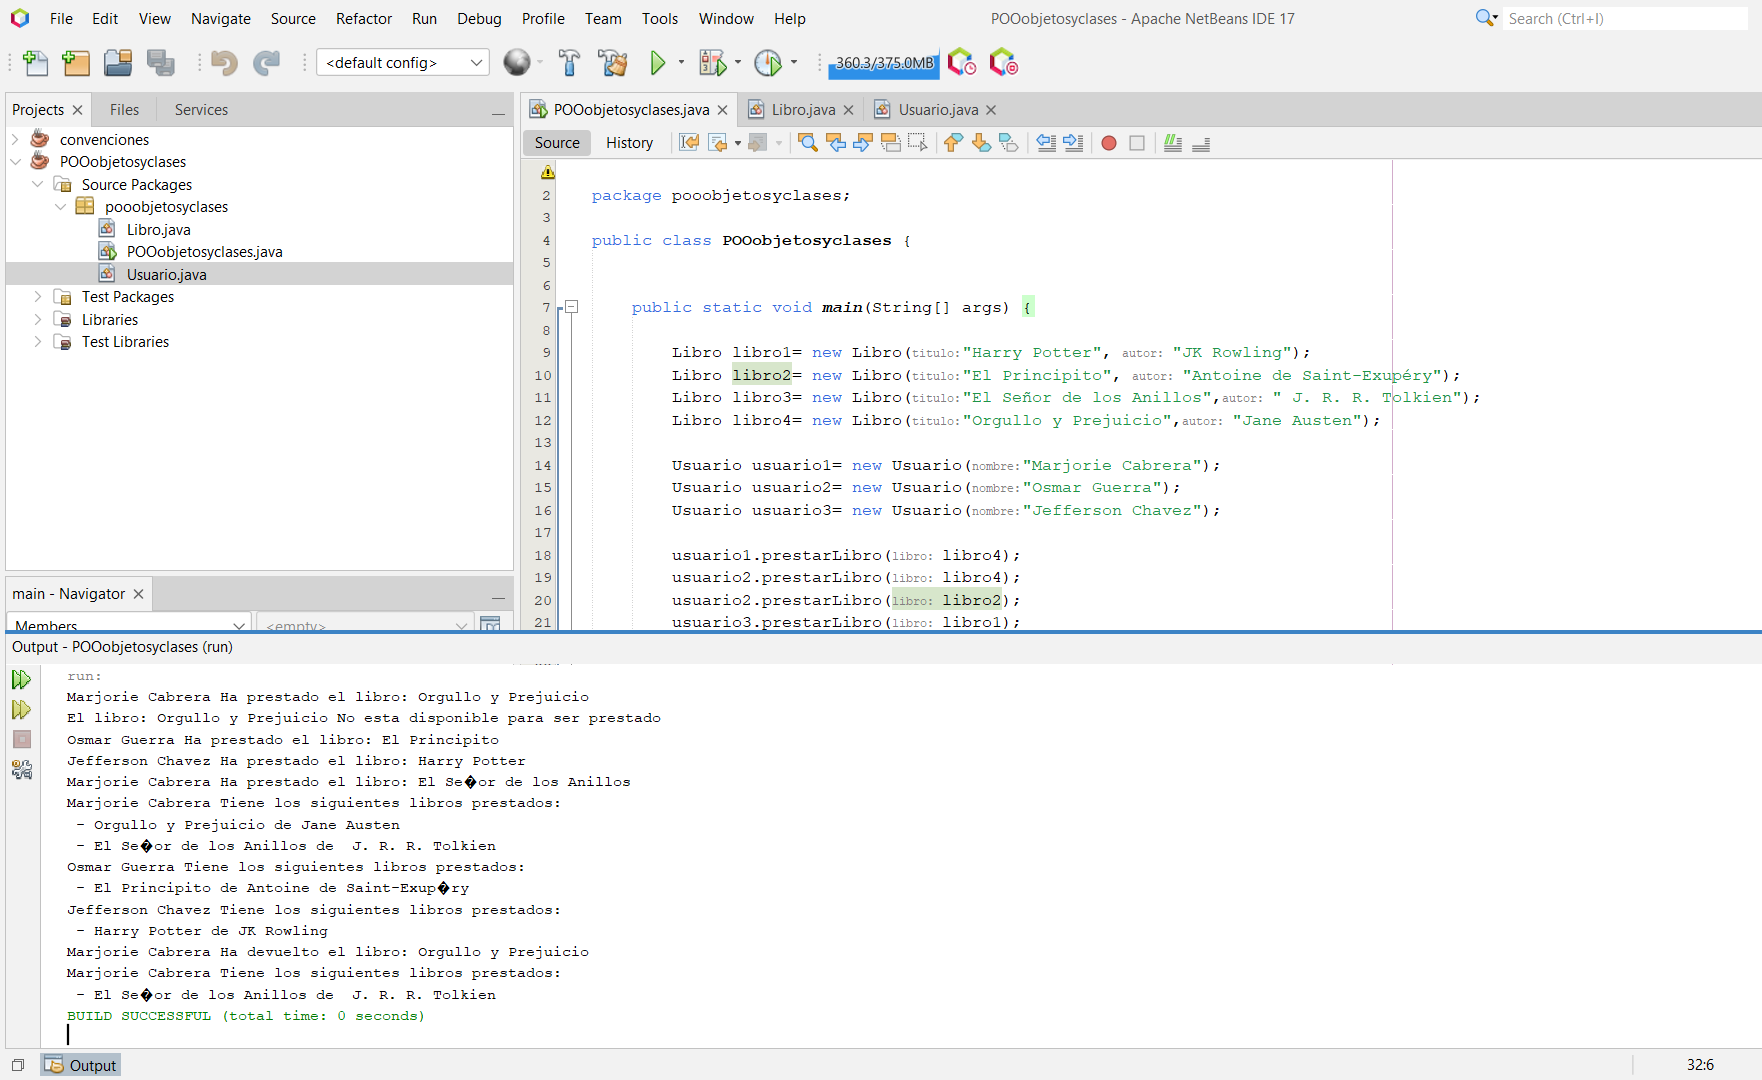 File Edit View Navigate Source Refactor Run Debug Profile Team Tools Window Help
POOobjetosyclases - Apache NetBeans IDE 17
Search (Ctrl+I)
<default config>
360.3/375.0MB
Projects Files Services
convenciones
POOobjetosyclases
Source Packages
pooobjetosyclases
Libro.java
POOobjetosyclases.java
Usuario.java
Test Packages
Libraries
Test Libraries
main - Navigator
Members <empty>
POOobjetosyclases.java Libro.java Usuario.java
Source History
2 package pooobjetosyclases;
3
4 public class POOobjetosyclases {
5
6
7 public static void main(String[] args) {
8
9 Libro libro1= new Libro(titulo:"Harry Potter", autor: "JK Rowling");
10 Libro libro2= new Libro(titulo:"El Principito", autor: "Antoine de Saint-Exupéry");
11 Libro libro3= new Libro(titulo:"El Señor de los Anillos",autor: " J. R. R. Tolkien");
12 Libro libro4= new Libro(titulo:"Orgullo y Prejuicio",autor: "Jane Austen");
13
14 Usuario usuario1= new Usuario(nombre:"Marjorie Cabrera");
15 Usuario usuario2= new Usuario(nombre:"Osmar Guerra");
16 Usuario usuario3= new Usuario(nombre:"Jefferson Chavez");
17
18 usuario1.prestarLibro(libro: libro4);
19 usuario2.prestarLibro(libro: libro4);
20 usuario2.prestarLibro(libro: libro2);
21 usuario3.prestarLibro(libro: libro1);
Output - POOobjetosyclases (run)
run:
Marjorie Cabrera Ha prestado el libro: Orgullo y Prejuicio
El libro: Orgullo y Prejuicio No esta disponible para ser prestado
Osmar Guerra Ha prestado el libro: El Principito
Jefferson Chavez Ha prestado el libro: Harry Potter
Marjorie Cabrera Ha prestado el libro: El Se�or de los Anillos
Marjorie Cabrera Tiene los siguientes libros prestados:
- Orgullo y Prejuicio de Jane Austen
- El Se�or de los Anillos de  J. R. R. Tolkien
Osmar Guerra Tiene los siguientes libros prestados:
- El Principito de Antoine de Saint-Exup�ry
Jefferson Chavez Tiene los siguientes libros prestados:
- Harry Potter de JK Rowling
Marjorie Cabrera Ha devuelto el libro: Orgullo y Prejuicio
Marjorie Cabrera Tiene los siguientes libros prestados:
- El Se�or de los Anillos de  J. R. R. Tolkien
BUILD SUCCESSFUL (total time: 0 seconds)
Output
32:6